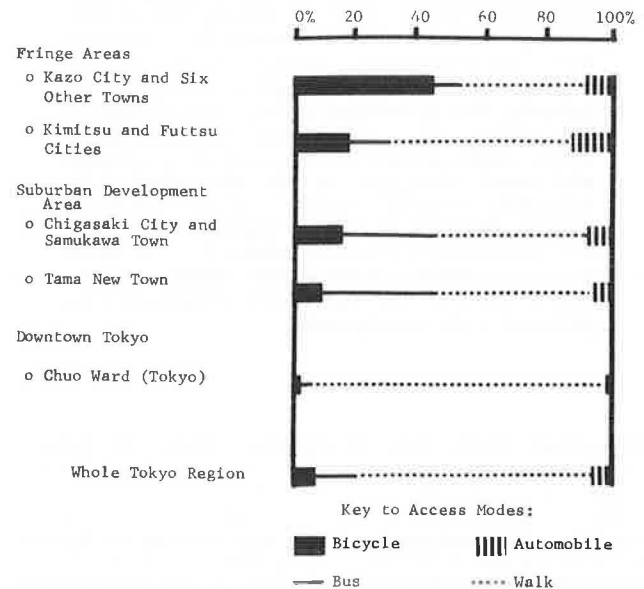 0% 20 40 60 80 100%
Fringe Areas
o Kazo City and Six
Other Towns
o Kimitsu and Futtsu
Cities
Suburban Development
Area
o Chigasaki City and
Samukawa Town
o Tama New Town
Downtown Tokyo
o Chuo Ward (Tokyo)
Whole Tokyo Region
Key to Access Modes:
Bicycle Automobile
Bus Walk